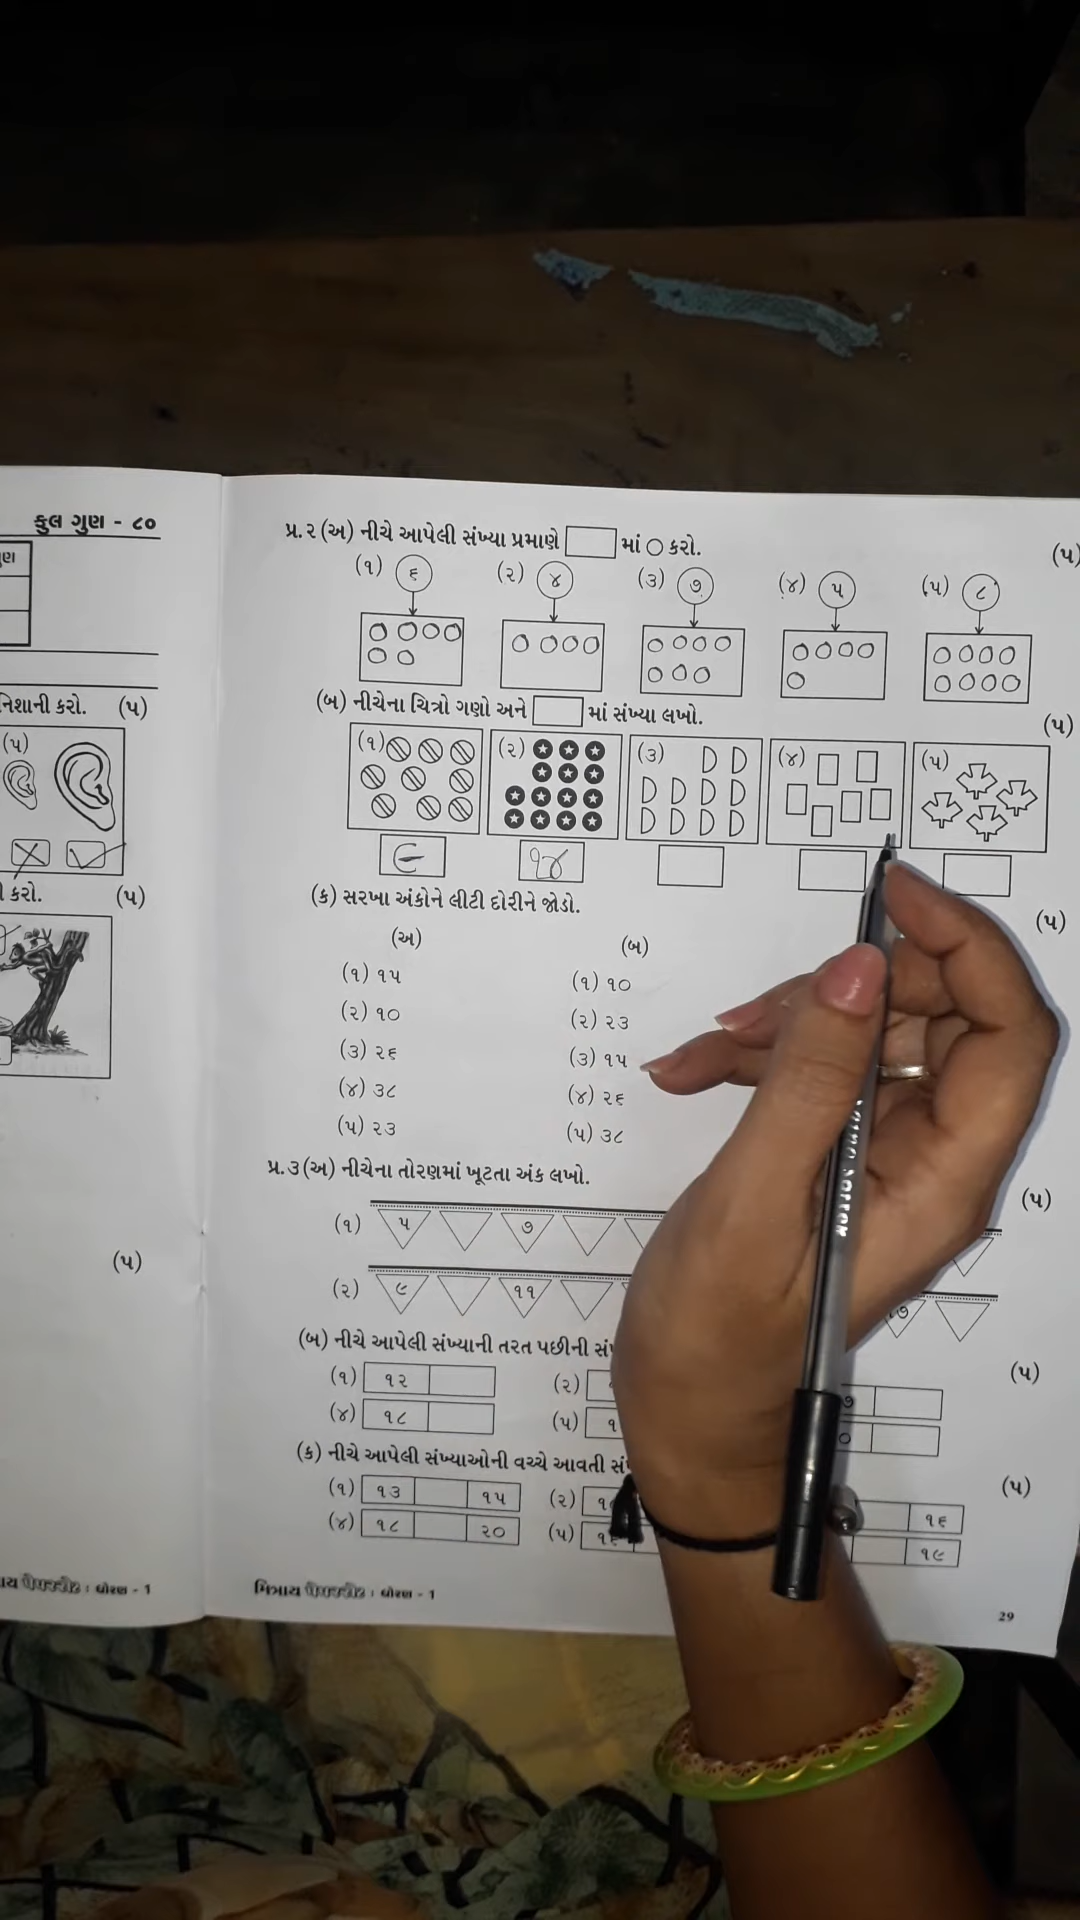 કુલ ગુણ - ૮૦
પ્ર.૨ (અ) નીચે આપેલી સંખ્યા પ્રમાણે માં ○ કરો. (૫)
(૧) ૬ (૨) ૪ (૩) ૭ (૪) ૫ (૫) ૮
નિશાની કરો. (૫)
(બ) નીચેના ચિત્રો ગણો અને માં સંખ્યા લખો. (૫)
(૫)
(૧) (૨) (૩) (૪) (૫)
૯ ૧૪
કરો. (૫)
(ક) સરખા અંકોને લીટી દોરીને જોડો. (૫)
(અ) (બ)
(૧) ૧૫ (૧) ૧૦
(૨) ૧૦ (૨) ૨૩
(૩) ૨૬ (૩) ૧૫
(૪) ૩૮ (૪) ૨૬
(૫) ૨૩ (૫) ૩૮
પ્ર.૩ (અ) નીચેના તોરણમાં ખૂટતા અંક લખો. (૫)
(૧) ૫ ૭
(૫)
(૨) ૯ ૧૧
(બ) નીચે આપેલી સંખ્યાની તરત પછીની (૫)
(૧) ૧૨ (૨)
(૪) ૧૮ (૫)
(ક) નીચે આપેલી સંખ્યાઓની વચ્ચે આવતી (૫)
(૧) ૧૩ ૧૫ (૨) ૧૬
(૪) ૧૮ ૨૦ (૫) ૧૯
પેપરસેટ : ધોરણ - 1
મિત્રાય પેપરસેટ : ધોરણ - 1
29